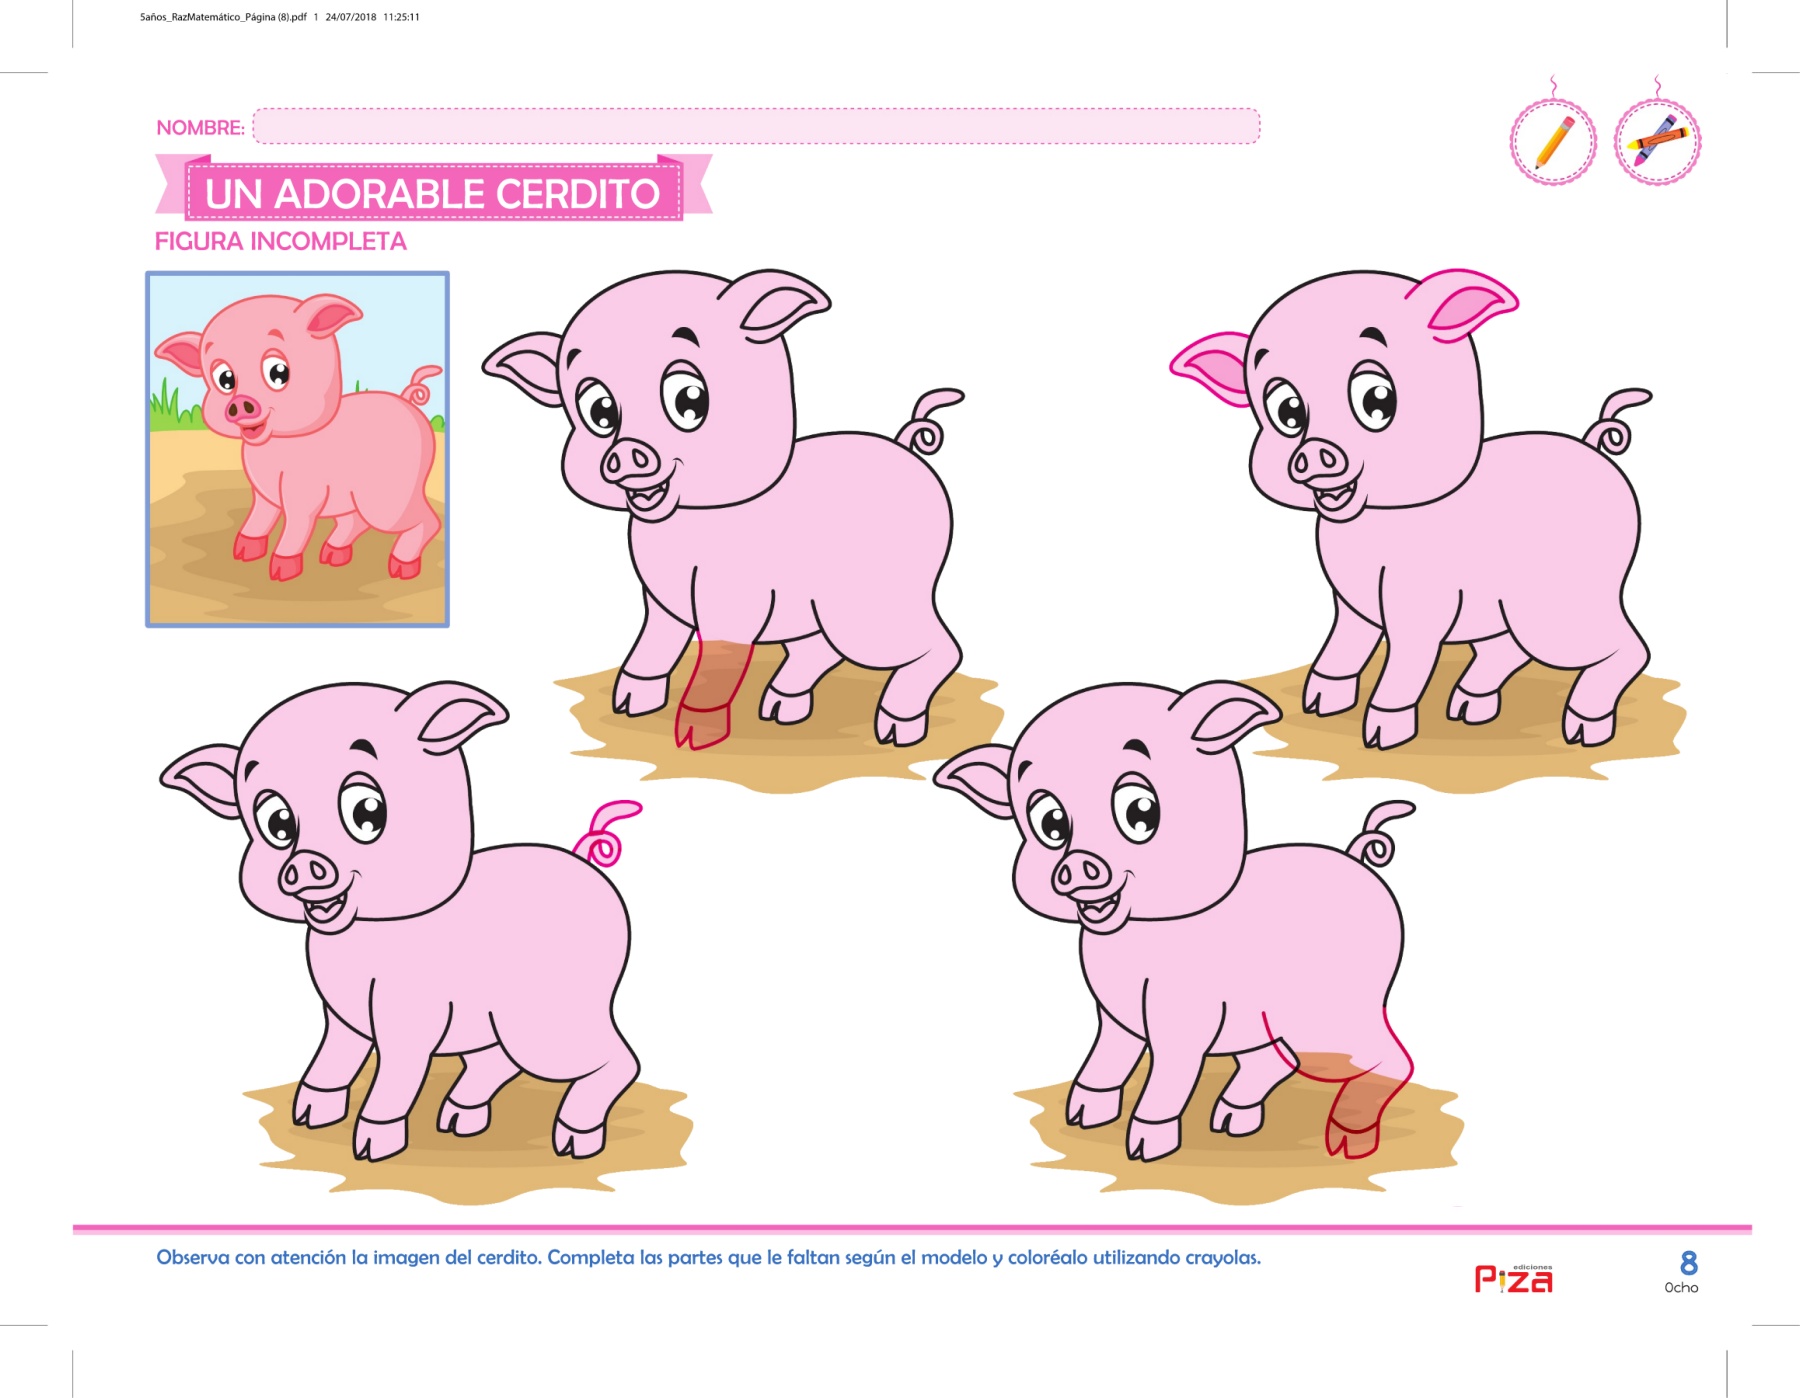 5años_RazMatemático_Página (8).pdf 1 24/07/2018 11:25:11
NOMBRE:
UN ADORABLE CERDITO
FIGURA INCOMPLETA
Observa con atención la imagen del cerdito. Completa las partes que le faltan según el modelo y coloréalo utilizando crayolas.
ediciones
Piza
8
Ocho